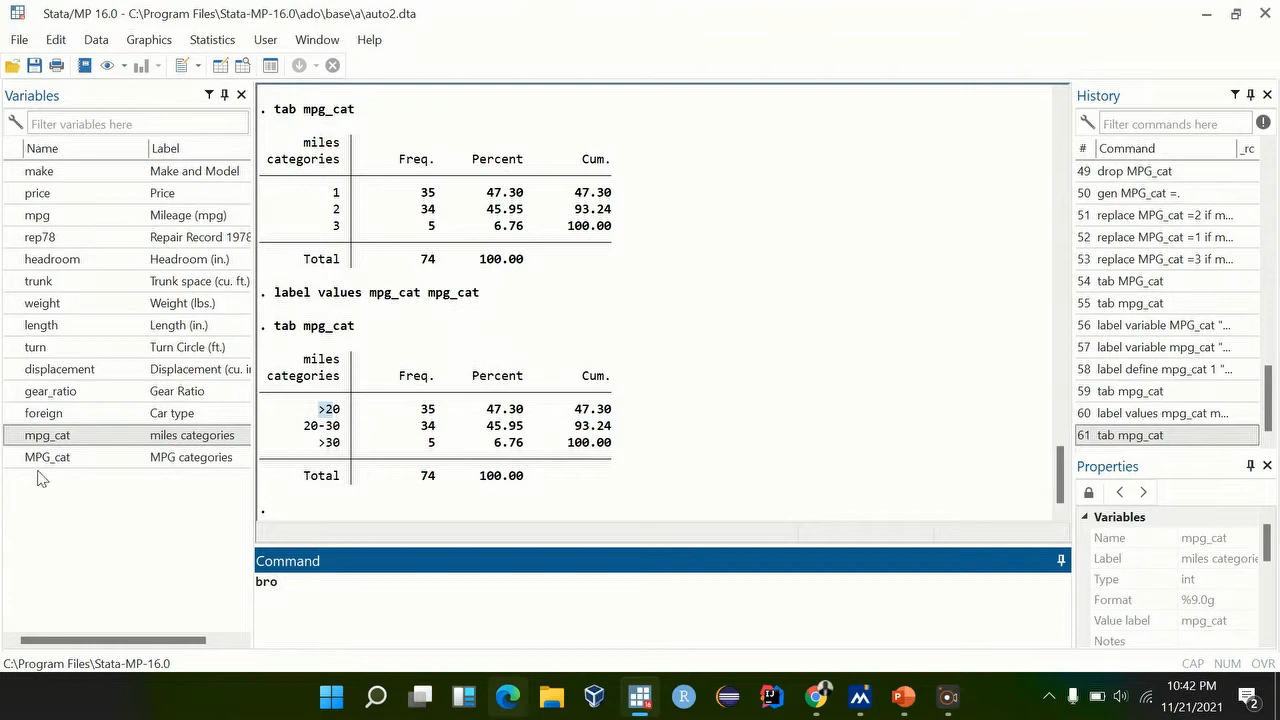 Stata/MP 16.0 - C:\Program Files\Stata-MP-16.0\ado\base\a\auto2.dta
File Edit Data Graphics Statistics User Window Help
Variables
Filter variables here
Name Label
make Make and Model
price Price
mpg Mileage (mpg)
rep78 Repair Record 1978
headroom Headroom (in.)
trunk Trunk space (cu. ft.)
weight Weight (lbs.)
length Length (in.)
turn Turn Circle (ft.)
displacement Displacement (cu. i
gear_ratio Gear Ratio
foreign Car type
mpg_cat miles categories
MPG_cat MPG categories
. tab mpg_cat
miles
categories Freq. Percent Cum.
1 35 47.30 47.30
2 34 45.95 93.24
3 5 6.76 100.00
Total 74 100.00
. label values mpg_cat mpg_cat
. tab mpg_cat
miles
categories Freq. Percent Cum.
>20 35 47.30 47.30
20-30 34 45.95 93.24
>30 5 6.76 100.00
Total 74 100.00
.
Command
bro
History
Filter commands here
# Command _rc
49 drop MPG_cat
50 gen MPG_cat =.
51 replace MPG_cat =2 if m...
52 replace MPG_cat =1 if m...
53 replace MPG_cat =3 if m...
54 tab MPG_cat
55 tab mpg_cat
56 label variable MPG_cat "...
57 label variable mpg_cat "...
58 label define mpg_cat 1 "...
59 tab mpg_cat
60 label values mpg_cat m...
61 tab mpg_cat
Properties
Variables
Name mpg_cat
Label miles categorie
Type int
Format %9.0g
Value label mpg_cat
Notes
C:\Program Files\Stata-MP-16.0
CAP NUM OVR
10:42 PM
11/21/2021